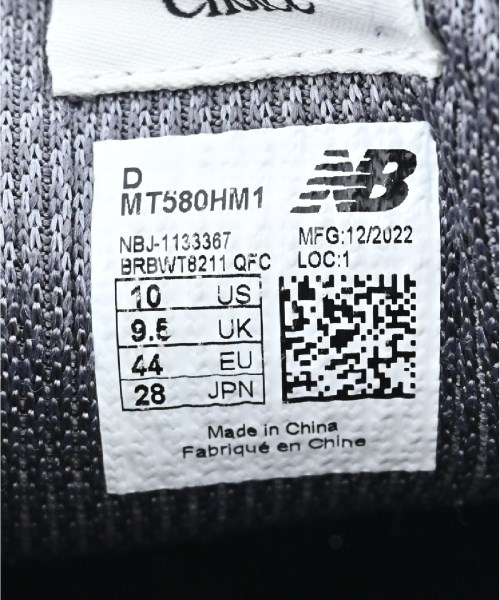 D
MT580HM1
NB
NBJ-1133367
MFG:12/2022
BRBWT8211 QFC
LOC:1
10 US
9.5 UK
44 EU
28 JPN
Made in China
Fabriqué en Chine